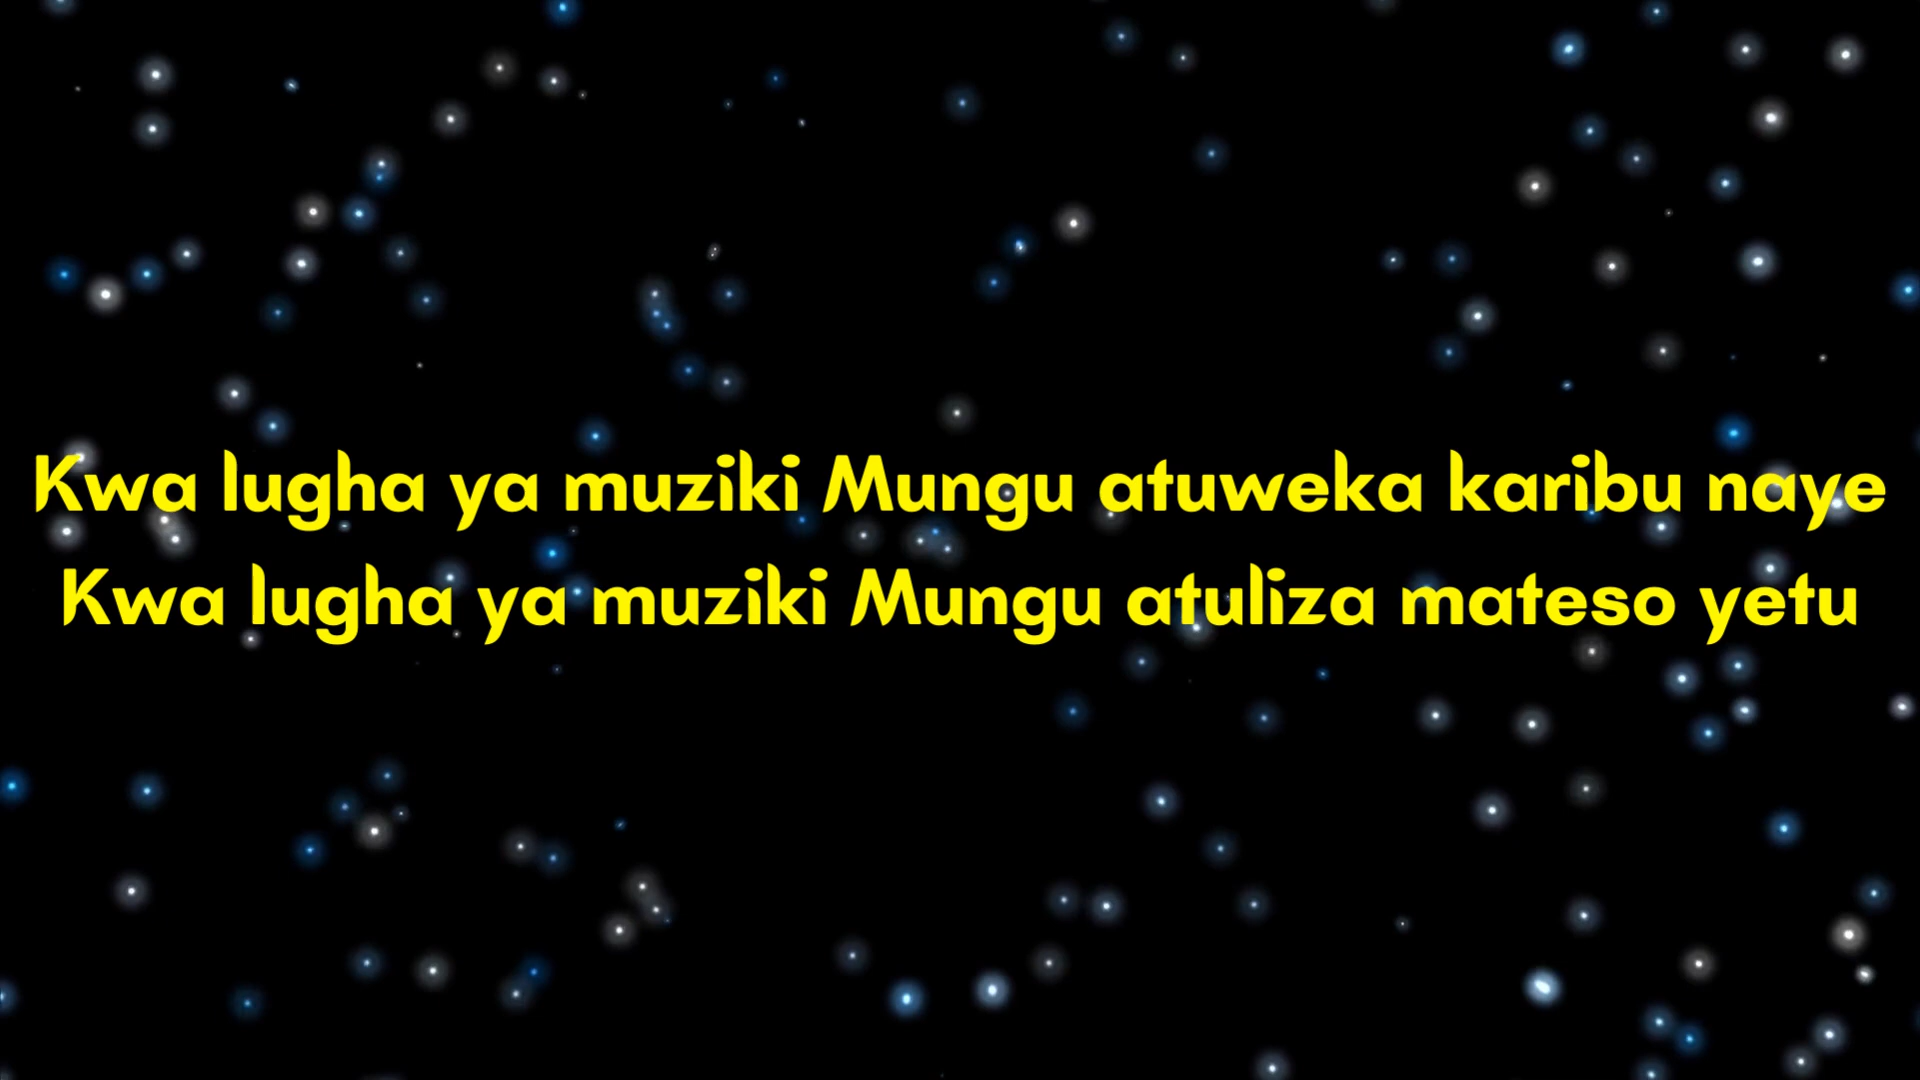 Kwa lugha ya muziki Mungu atuweka karibu naye
Kwa lugha ya muziki Mungu atuliza mateso yetu